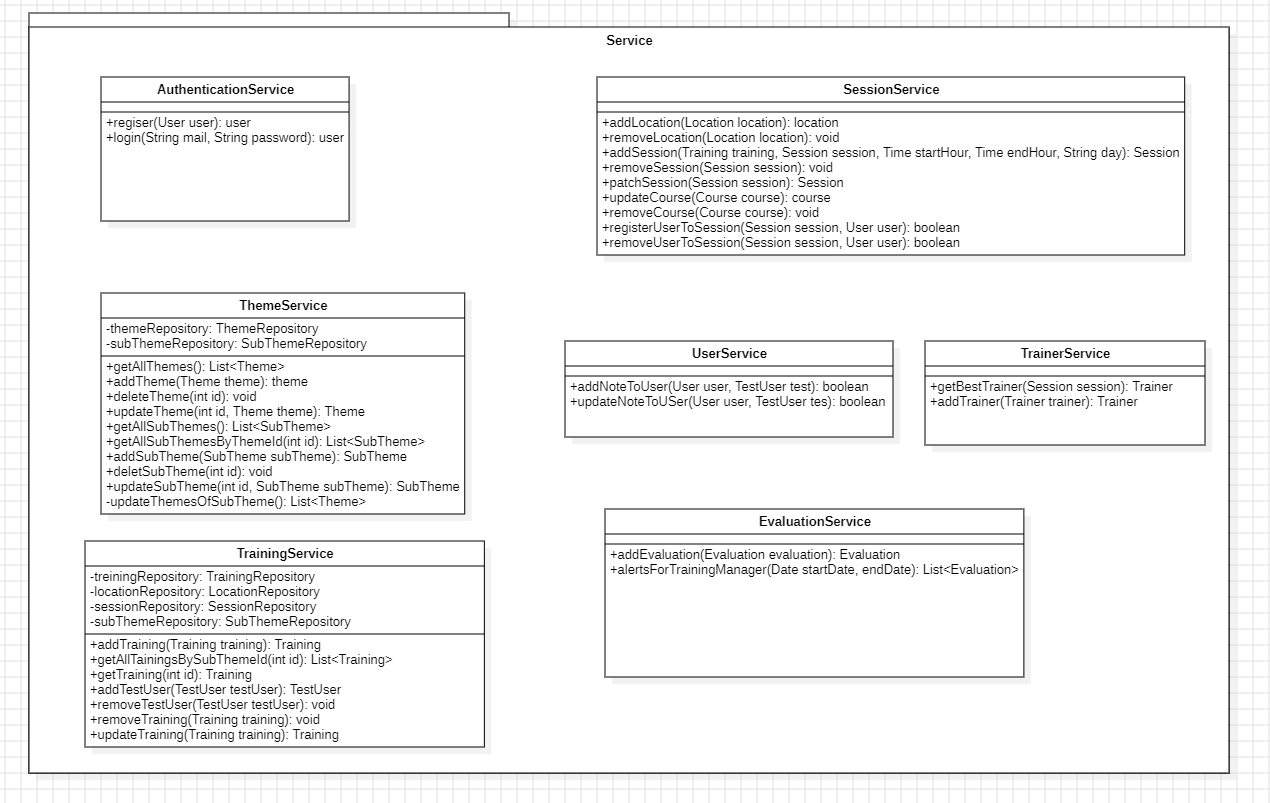 Service
AuthenticationService
+regiser(User user): user
+login(String mail, String password): user
SessionService
+addLocation(Location location): location
+removeLocation(Location location): void
+addSession(Training training, Session session, Time startHour, Time endHour, String day): Session
+removeSession(Session session): void
+patchSession(Session session): Session
+updateCourse(Course course): course
+removeCourse(Course course): void
+registerUserToSession(Session session, User user): boolean
+removeUserToSession(Session session, User user): boolean
ThemeService
-themeRepository: ThemeRepository
-subThemeRepository: SubThemeRepository
+getAllThemes(): List<Theme>
+addTheme(Theme theme): theme
+deleteTheme(int id): void
+updateTheme(int id, Theme theme): Theme
+getAllSubThemes(): List<SubTheme>
+getAllSubThemesByThemeId(int id): List<SubTheme>
+addSubTheme(SubTheme subTheme): SubTheme
+deletSubTheme(int id): void
+updateSubTheme(int id, SubTheme subTheme): SubTheme
-updateThemesOfSubTheme(): List<Theme>
UserService
+addNoteToUser(User user, TestUser test): boolean
+updateNoteToUSer(User user, TestUser tes): boolean
TrainerService
+getBestTrainer(Session session): Trainer
+addTrainer(Trainer trainer): Trainer
EvaluationService
+addEvaluation(Evaluation evaluation): Evaluation
+alertsForTrainingManager(Date startDate, endDate): List<Evaluation>
TrainingService
-treiningRepository: TrainingRepository
-locationRepository: LocationRepository
-sessionRepository: SessionRepository
-subThemeRepository: SubThemeRepository
+addTraining(Training training): Training
+getAllTainingsBySubThemeId(int id): List<Training>
+getTraining(int id): Training
+addTestUser(TestUser testUser): TestUser
+removeTestUser(TestUser testUser): void
+removeTraining(Training training): void
+updateTraining(Training training): Training